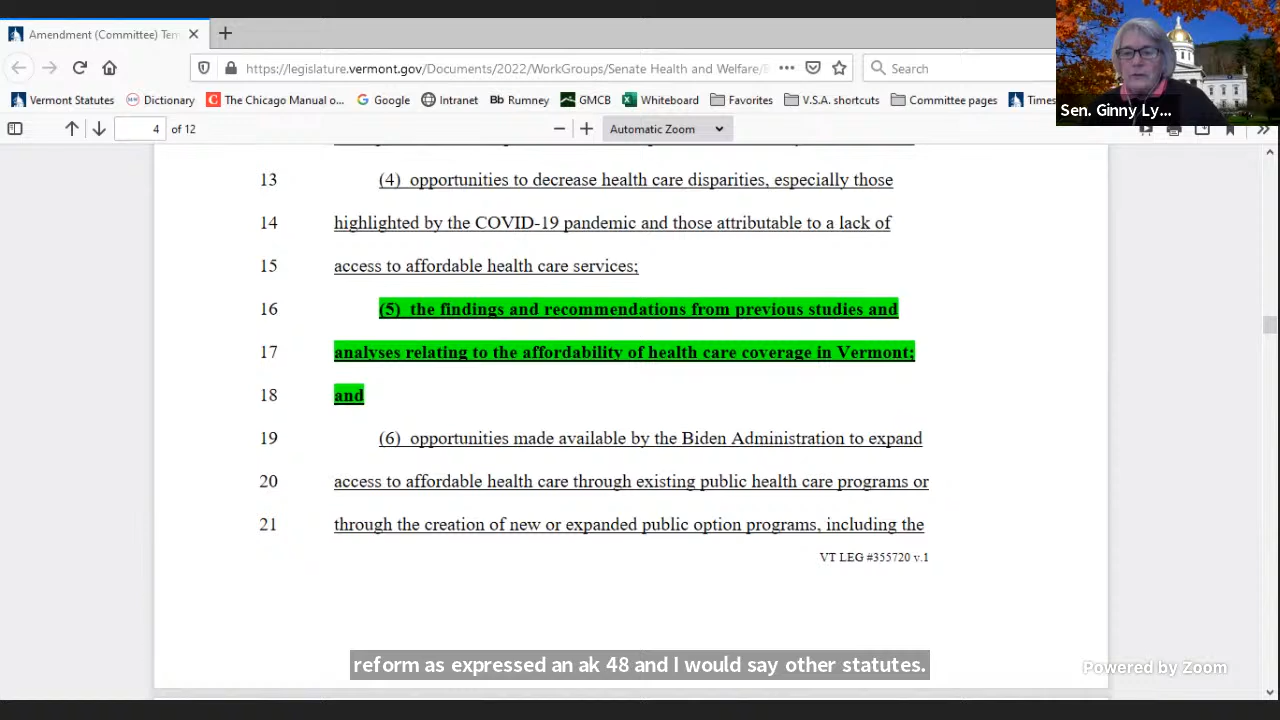 Amendment (Committee) Tem
https://legislature.vermont.gov/Documents/2022/WorkGroups/Senate Health and Welfare/
Search
Vermont Statutes
Dictionary
The Chicago Manual o...
Google
Intranet
Bb Rumney
GMCB
Whiteboard
Favorites
V.S.A. shortcuts
Committee pages
Times
Sen. Ginny Ly...
4 of 12
Automatic Zoom
13 (4) opportunities to decrease health care disparities, especially those
14 highlighted by the COVID-19 pandemic and those attributable to a lack of
15 access to affordable health care services;
16 (5) the findings and recommendations from previous studies and
17 analyses relating to the affordability of health care coverage in Vermont;
18 and
19 (6) opportunities made available by the Biden Administration to expand
20 access to affordable health care through existing public health care programs or
21 through the creation of new or expanded public option programs, including the
VT LEG #355720 v.1
reform as expressed an ak 48 and I would say other statutes.
Powered by Zoom